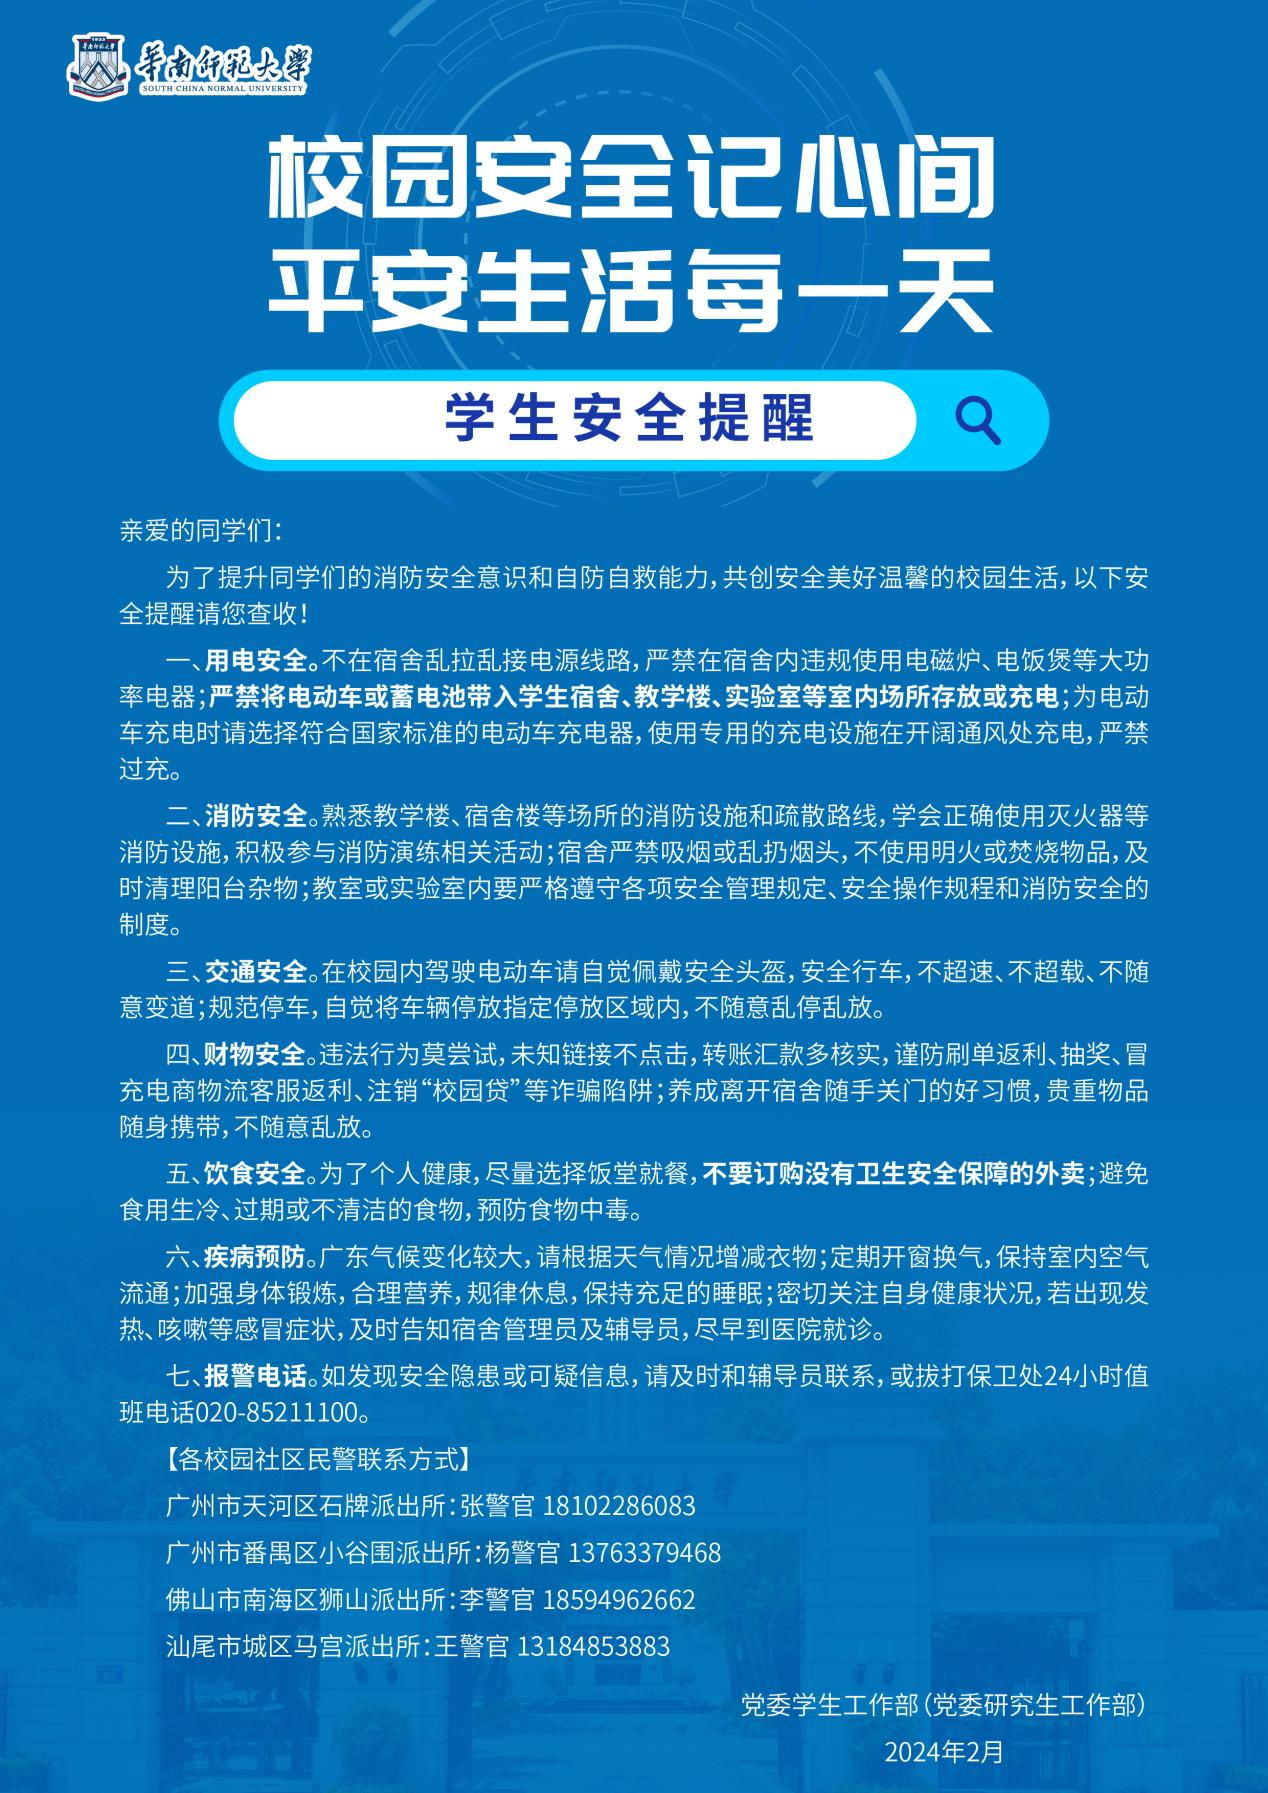 1933
华南师范大学
SOUTH CHINA NORMAL UNIVERSITY
校园安全记心间
平安生活每一天
学生安全提醒
亲爱的同学们：
为了提升同学们的消防安全意识和自防自救能力，共创安全美好温馨的校园生活，以下安
全提醒请您查收！
一、用电安全。不在宿舍乱拉乱接电源线路，严禁在宿舍内违规使用电磁炉、电饭煲等大功
率电器；严禁将电动车或蓄电池带入学生宿舍、教学楼、实验室等室内场所存放或充电；为电动
车充电时请选择符合国家标准的电动车充电器，使用专用的充电设施在开阔通风处充电，严禁
过充。
二、消防安全。熟悉教学楼、宿舍楼等场所的消防设施和疏散路线，学会正确使用灭火器等
消防设施，积极参与消防演练相关活动；宿舍严禁吸烟或乱扔烟头，不使用明火或焚烧物品，及
时清理阳台杂物；教室或实验室内要严格遵守各项安全管理规定、安全操作规程和消防安全的
制度。
三、交通安全。在校园内驾驶电动车请自觉佩戴安全头盔，安全行车，不超速、不超载、不随
意变道；规范停车，自觉将车辆停放指定停放区域内，不随意乱停乱放。
四、财物安全。违法行为莫尝试，未知链接不点击，转账汇款多核实，谨防刷单返利、抽奖、冒
充电商物流客服返利、注销“校园贷”等诈骗陷阱；养成离开宿舍随手关门的好习惯，贵重物品
随身携带，不随意乱放。
五、饮食安全。为了个人健康，尽量选择饭堂就餐，不要订购没有卫生安全保障的外卖；避免
食用生冷、过期或不清洁的食物，预防食物中毒。
六、疾病预防。广东气候变化较大，请根据天气情况增减衣物；定期开窗换气，保持室内空气
流通；加强身体锻炼，合理营养，规律休息，保持充足的睡眠；密切关注自身健康状况，若出现发
热、咳嗽等感冒症状，及时告知宿舍管理员及辅导员，尽早到医院就诊。
七、报警电话。如发现安全隐患或可疑信息，请及时和辅导员联系，或拔打保卫处24小时值
班电话020-85211100。
【各校园社区民警联系方式】
广州市天河区石牌派出所：张警官 18102286083
广州市番禺区小谷围派出所：杨警官 13763379468
佛山市南海区狮山派出所：李警官 18594962662
汕尾市城区马宫派出所：王警官 13184853883
党委学生工作部（党委研究生工作部）
2024年2月